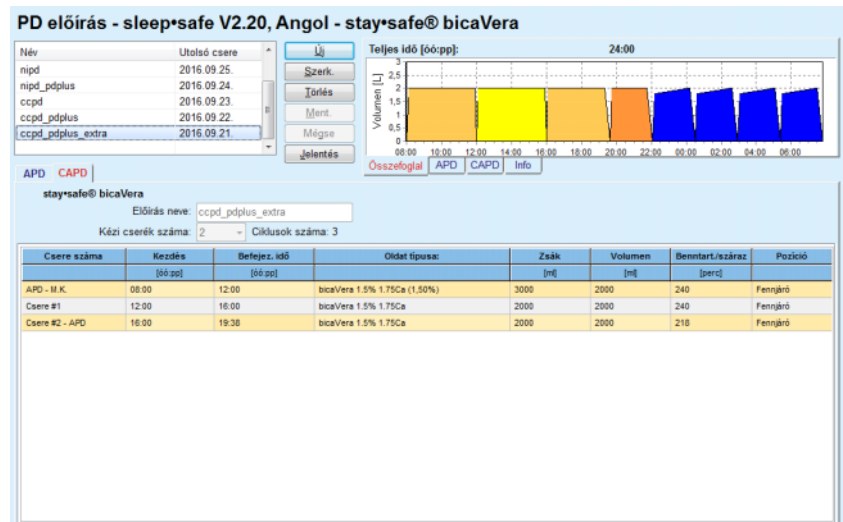 PD előírás - sleep•safe V2.20, Angol - stay•safe® bicaVera
Név Utolsó csere
nipd 2016.09.25.
nipd_pdplus 2016.09.24.
ccpd 2016.09.23.
ccpd_pdplus 2016.09.22.
ccpd_pdplus_extra 2016.09.21.
Új
Szerk.
Törlés
Ment.
Mégse
Jelentés
Teljes idő [óó:pp]: 24:00
Volumen [L]
3
2,5
2
1,5
1
0,5
0
08:00 10:00 12:00 14:00 16:00 18:00 20:00 22:00 00:00 02:00 04:00 06:00
Összefoglal APD CAPD Info
APD CAPD
stay•safe® bicaVera
Előírás neve: ccpd_pdplus_extra
Kézi cserék száma: 2 Ciklusok száma: 3
Csere száma Kezdés Befejez. idő Oldat típusa: Zsák Volumen Benntart./száraz Pozíció
[óó:pp] [óó:pp] [ml] [ml] [perc]
APD - M.K. 08:00 12:00 bicaVera 1.5% 1.75Ca (1,50%) 3000 2000 240 Fennjáró
Csere #1 12:00 16:00 bicaVera 1.5% 1.75Ca 2000 2000 240 Fennjáró
Csere #2 - APD 16:00 19:38 bicaVera 1.5% 1.75Ca 2000 2000 218 Fennjáró